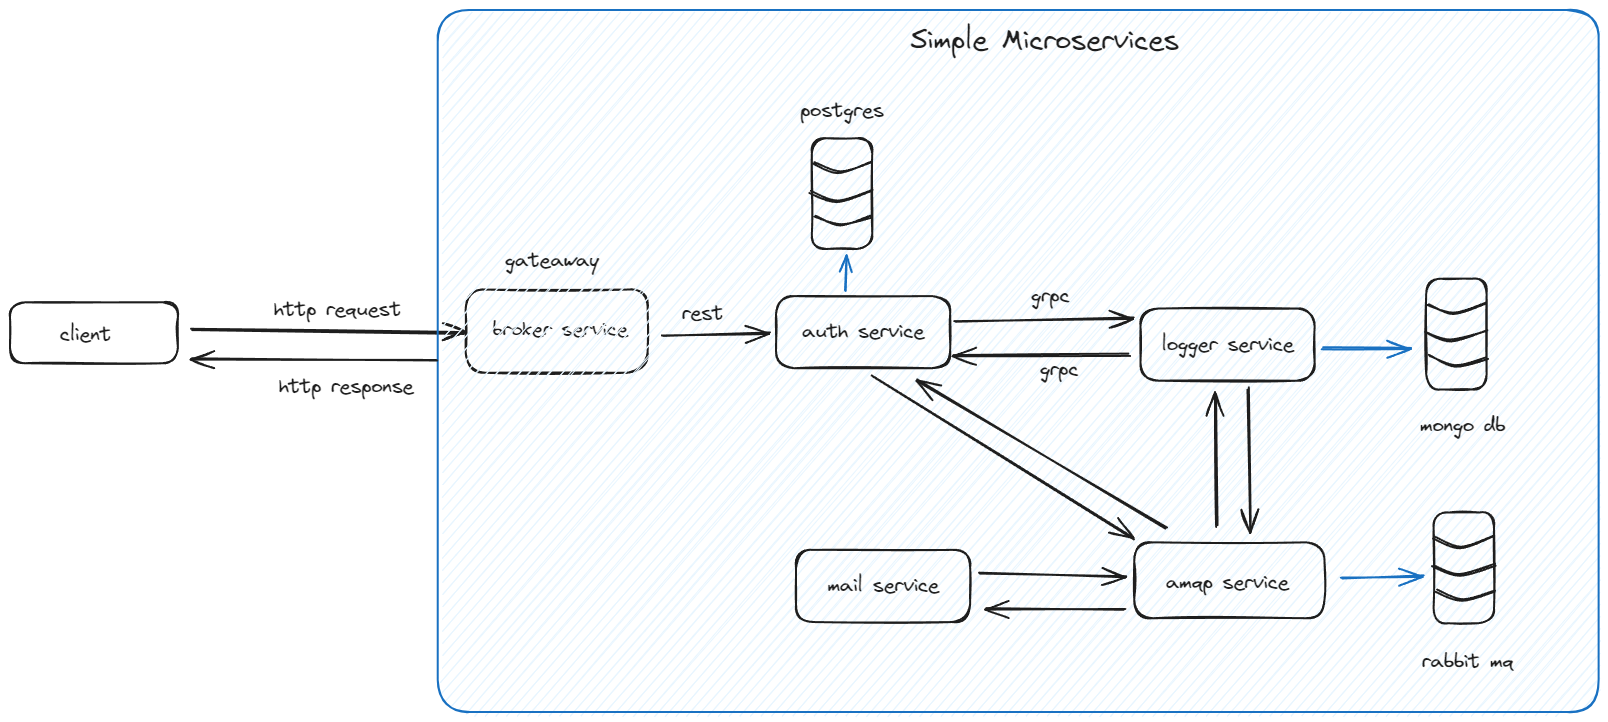 Simple Microservices
postgres
gateaway
http request
client
broker service
rest
auth service
grpc
logger service
grpc
http response
mongo db
mail service
amqp service
rabbit mq